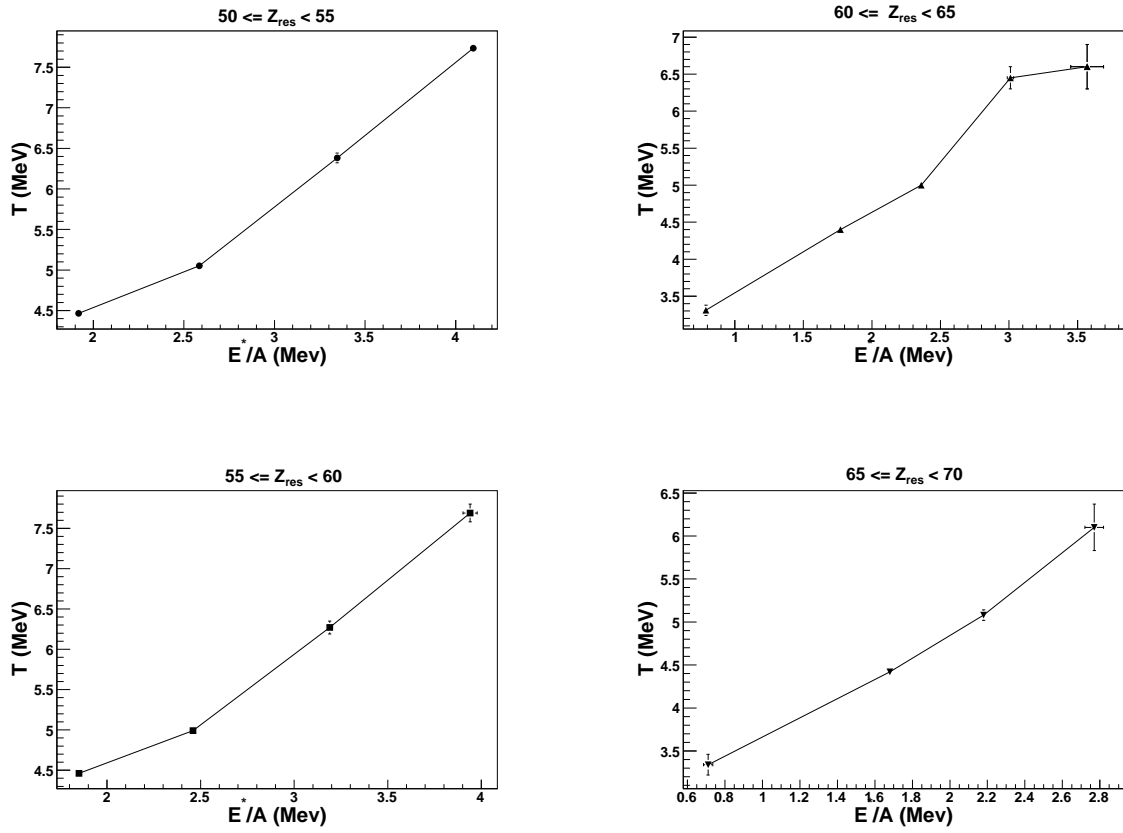 50 <= Z_res < 55
T (MeV)
7.5
7
6.5
6
5.5
5
4.5
2 2.5 3 3.5 4
E*/A (Mev)
60 <= Z_res < 65
T (MeV)
7
6.5
6
5.5
5
4.5
4
3.5
1 1.5 2 2.5 3 3.5
E*/A (Mev)
55 <= Z_res < 60
T (MeV)
7.5
7
6.5
6
5.5
5
4.5
2 2.5 3 3.5 4
E*/A (Mev)
65 <= Z_res < 70
T (MeV)
6.5
6
5.5
5
4.5
4
3.5
0.6 0.8 1 1.2 1.4 1.6 1.8 2 2.2 2.4 2.6 2.8
E*/A (Mev)